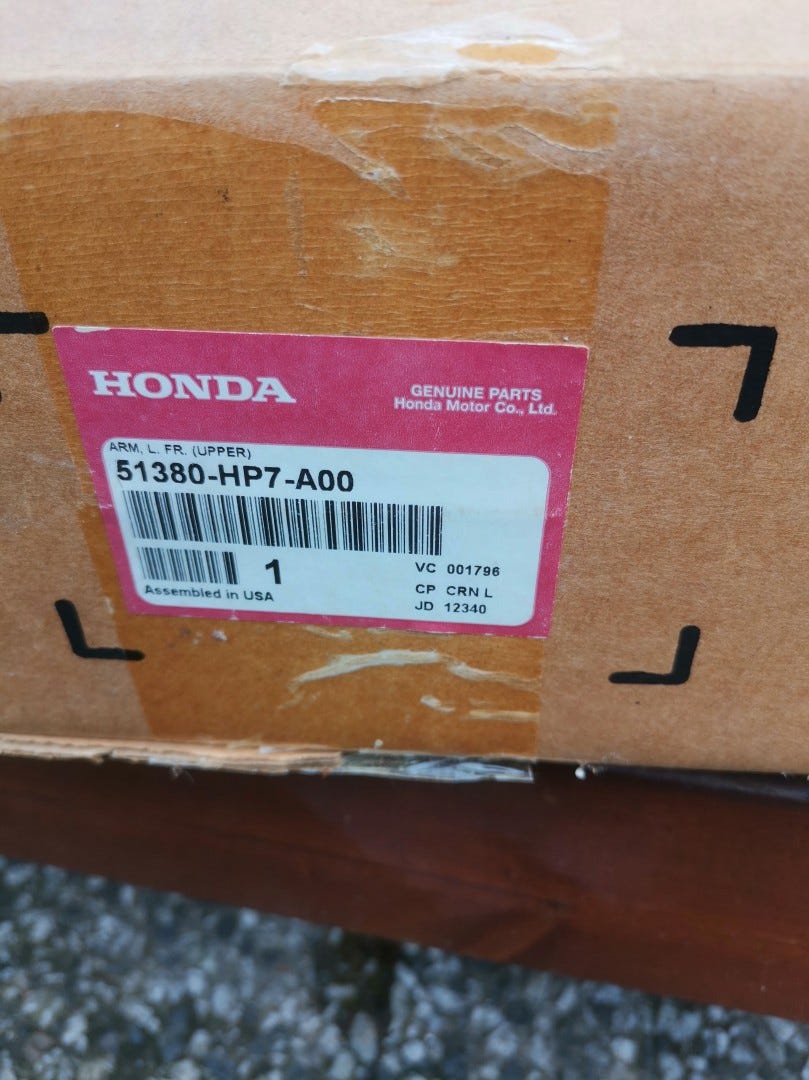 HONDA
GENUINE PARTS
Honda Motor Co., Ltd.
ARM, L. FR. (UPPER)
51380-HP7-A00
1
VC 001796
Assembled in USA
CP CRN L
JD 12340